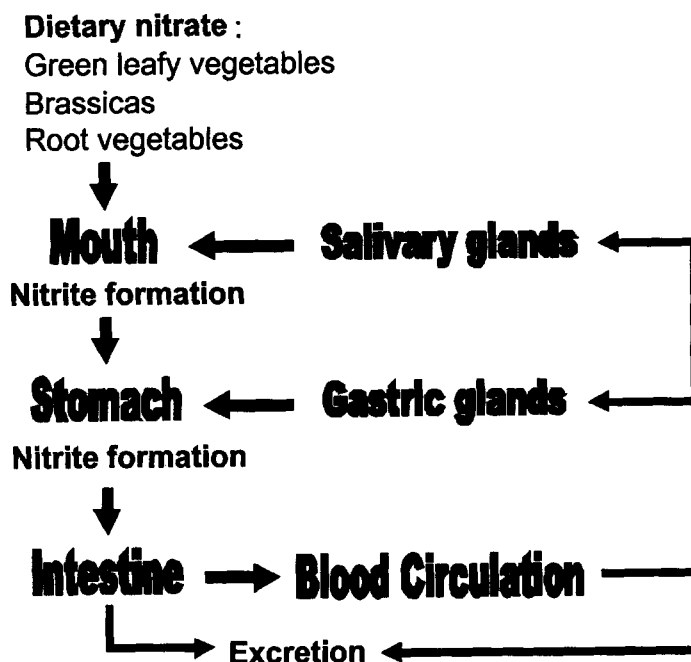 Dietary nitrate :
Green leafy vegetables
Brassicas
Root vegetables
Mouth
Salivary glands
Nitrite formation
Stomach
Gastric glands
Nitrite formation
Intestine
Blood Circulation
Excretion